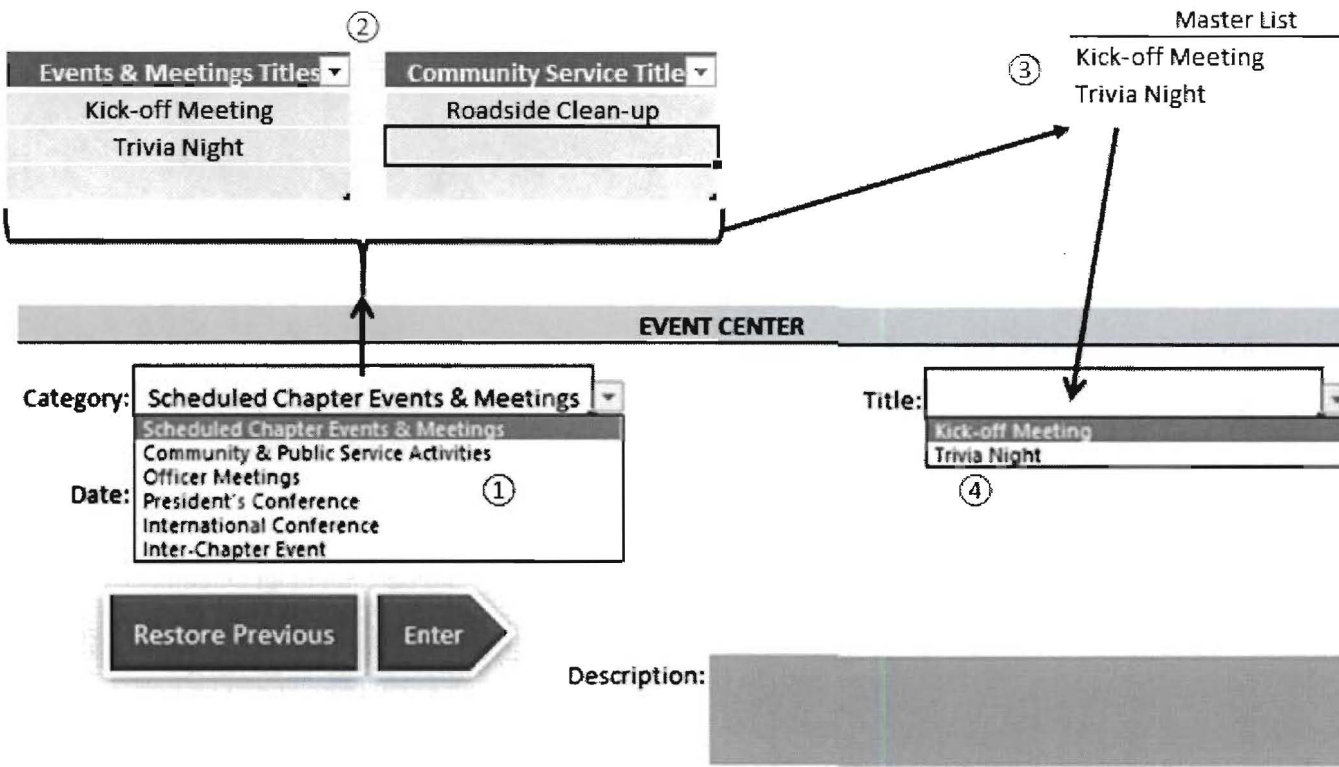 ②
Master List
Events & Meetings Titles
Community Service Title
③
Kick-off Meeting
Kick-off Meeting
Roadside Clean-up
Trivia Night
Trivia Night
EVENT CENTER
Category:
Scheduled Chapter Events & Meetings
Title:
Scheduled Chapter Events & Meetings
Community & Public Service Activities
Officer Meetings
President's Conference
International Conference
Inter-Chapter Event
①
Kick-off Meeting
Trivia Night
④
Date:
Restore Previous
Enter
Description: